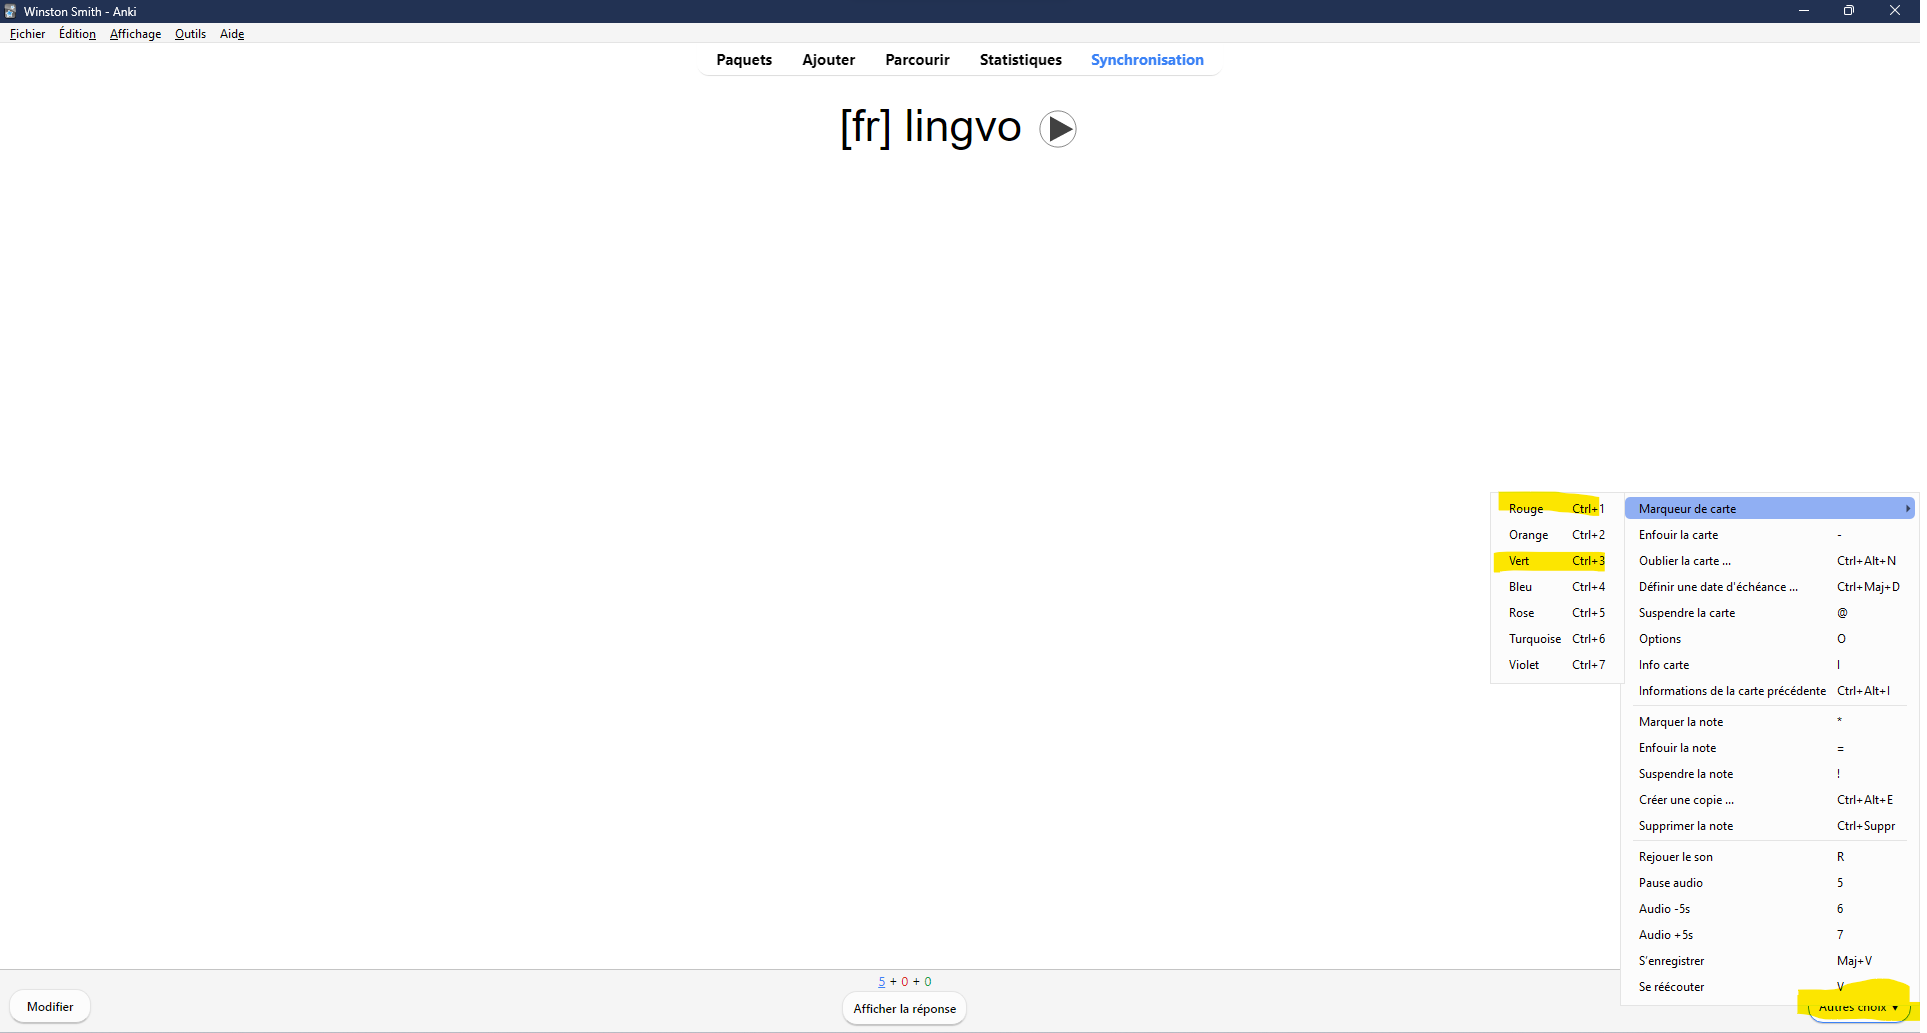 Winston Smith - Anki
Fichier Édition Affichage Outils Aide
Paquets Ajouter Parcourir Statistiques Synchronisation
[fr] lingvo
Rouge Ctrl+1
Orange Ctrl+2
Vert Ctrl+3
Bleu Ctrl+4
Rose Ctrl+5
Turquoise Ctrl+6
Violet Ctrl+7
Marqueur de carte
Enfouir la carte -
Oublier la carte ... Ctrl+Alt+N
Définir une date d'échéance ... Ctrl+Maj+D
Suspendre la carte @
Options O
Info carte I
Informations de la carte précédente Ctrl+Alt+I
Marquer la note *
Enfouir la note =
Suspendre la note !
Créer une copie ... Ctrl+Alt+E
Supprimer la note Ctrl+Suppr
Rejouer le son R
Pause audio 5
Audio -5s 6
Audio +5s 7
S'enregistrer Maj+V
Se réécouter V
5 + 0 + 0
Modifier
Afficher la réponse
Autres choix ▾